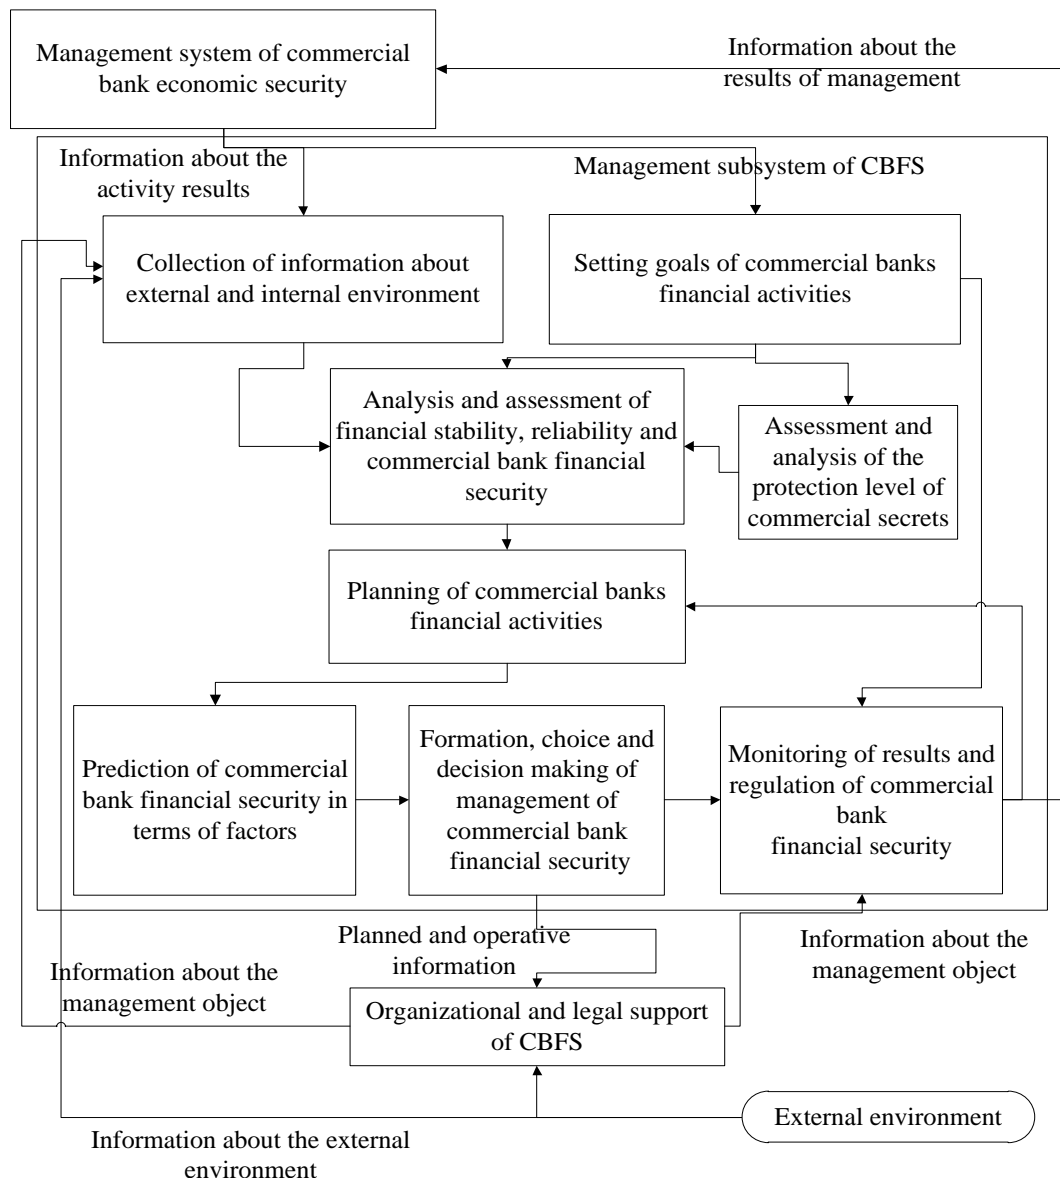 Management system of commercial
bank economic security
Information about the
results of management
Information about the
activity results
Management subsystem of CBFS
Collection of information about
external and internal environment
Setting goals of commercial banks
financial activities
Analysis and assessment of
financial stability, reliability and
commercial bank financial
security
Assessment and
analysis of the
protection level of
commercial secrets
Planning of commercial banks
financial activities
Prediction of commercial
bank financial security in
terms of factors
Formation, choice and
decision making of
management of
commercial bank
financial security
Monitoring of results and
regulation of commercial
bank
financial security
Planned and operative
information
Information about the
management object
Information about the
management object
Organizational and legal support
of CBFS
External environment
Information about the external
environment